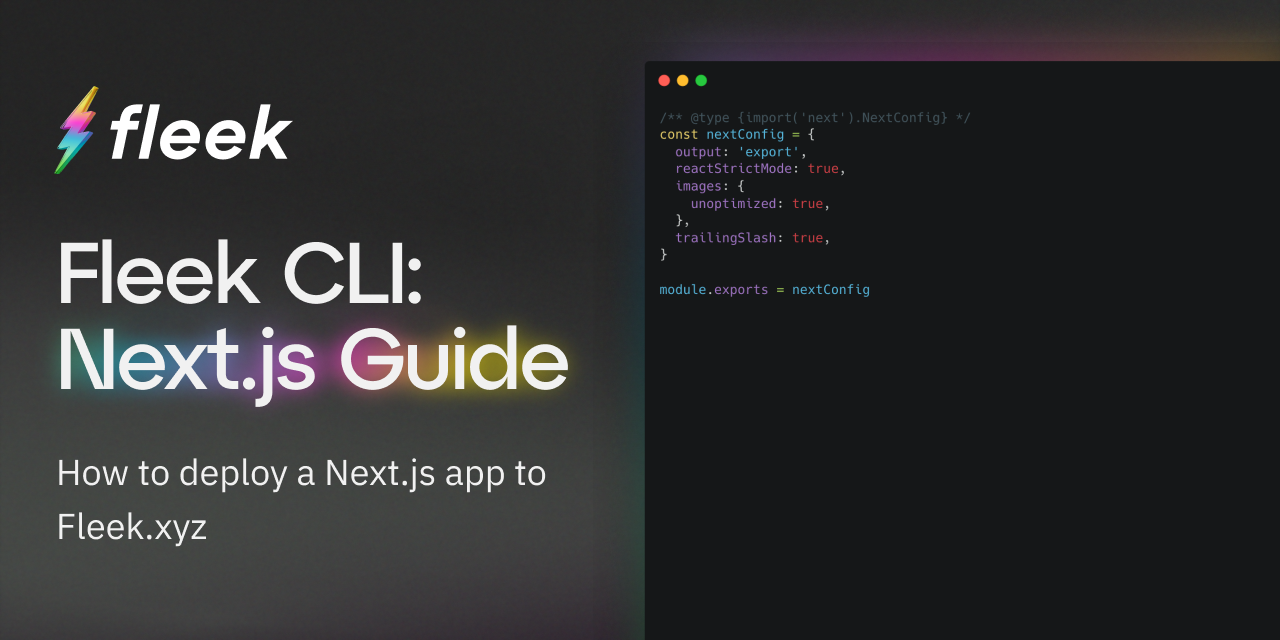 fleek
Fleek CLI:
Next.js Guide
How to deploy a Next.js app to
Fleek.xyz
/** @type {import('next').NextConfig} */
const nextConfig = {
  output: 'export',
  reactStrictMode: true,
  images: {
    unoptimized: true,
  },
  trailingSlash: true,
}
module.exports = nextConfig